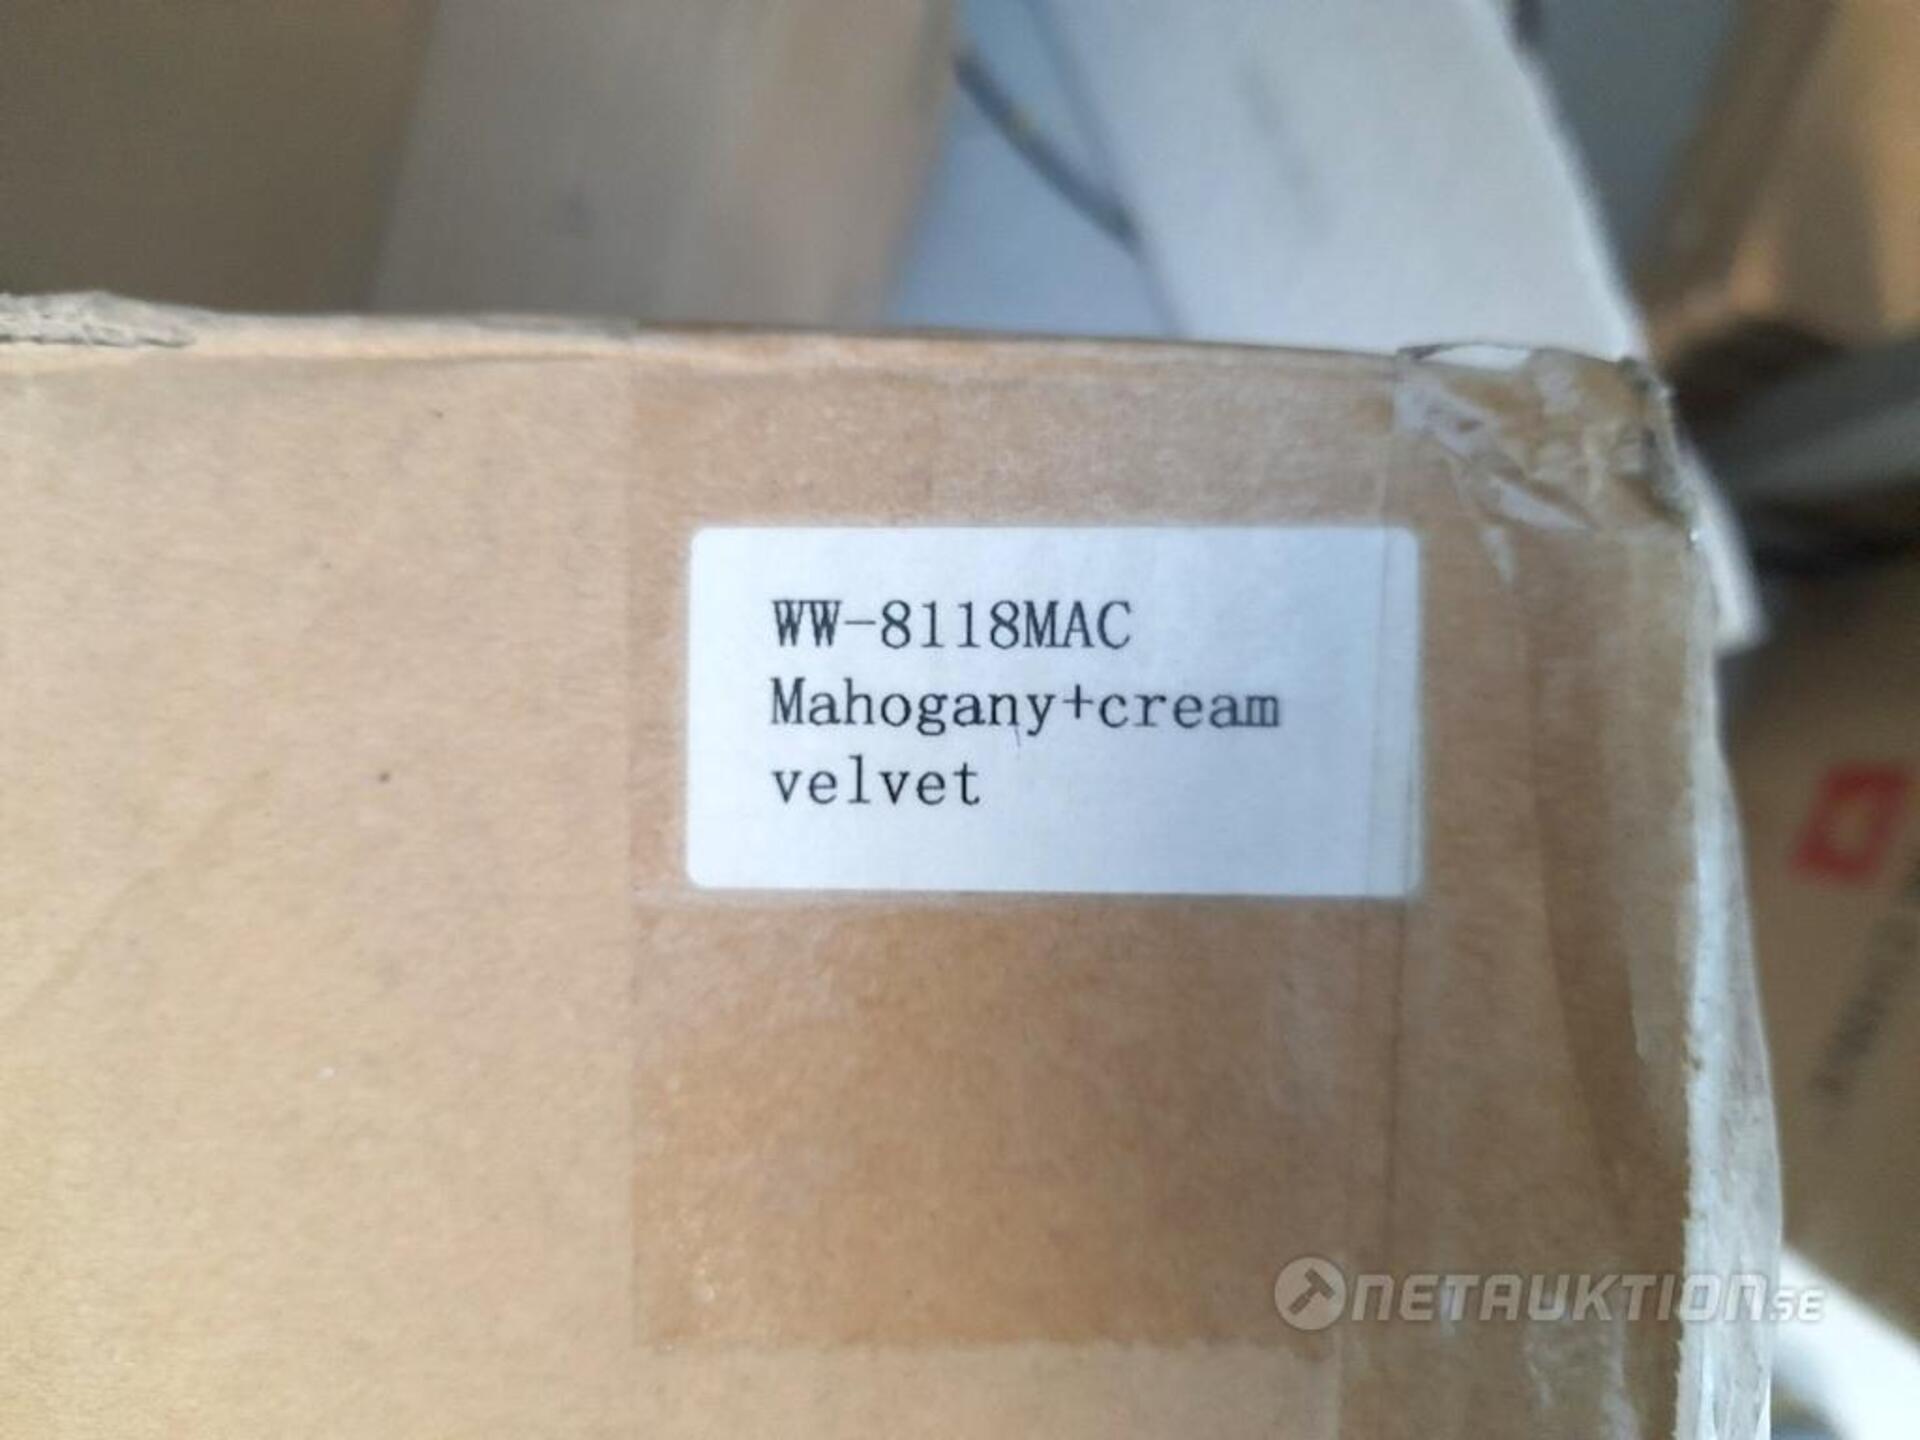 WW-8118MAC
Mahogany+cream
velvet
NETAUKTION.SE